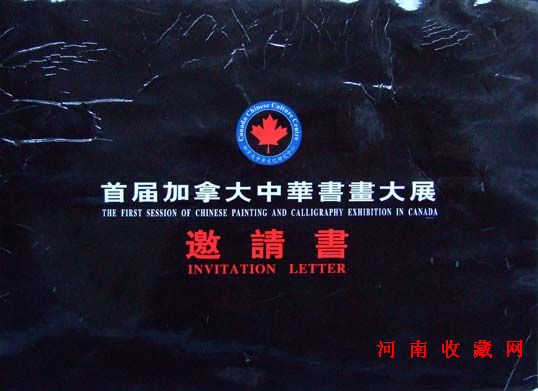 Canada Chinese Culture Centre
首届加拿大中華書畫大展
THE FIRST SESSION OF CHINESE PAINTING AND CALLIGRAPHY EXHIBITION IN CANADA
邀請書
INVITATION LETTER
河南收藏网